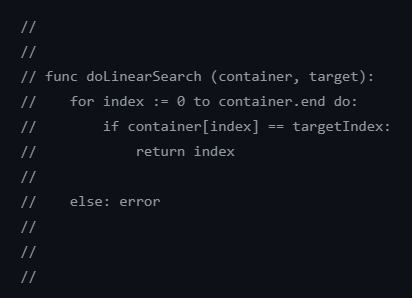 //
//
// func doLinearSearch (container, target):
//    for index := 0 to container.end do:
//        if container[index] == targetIndex:
//            return index
//
//    else: error
//
//
//